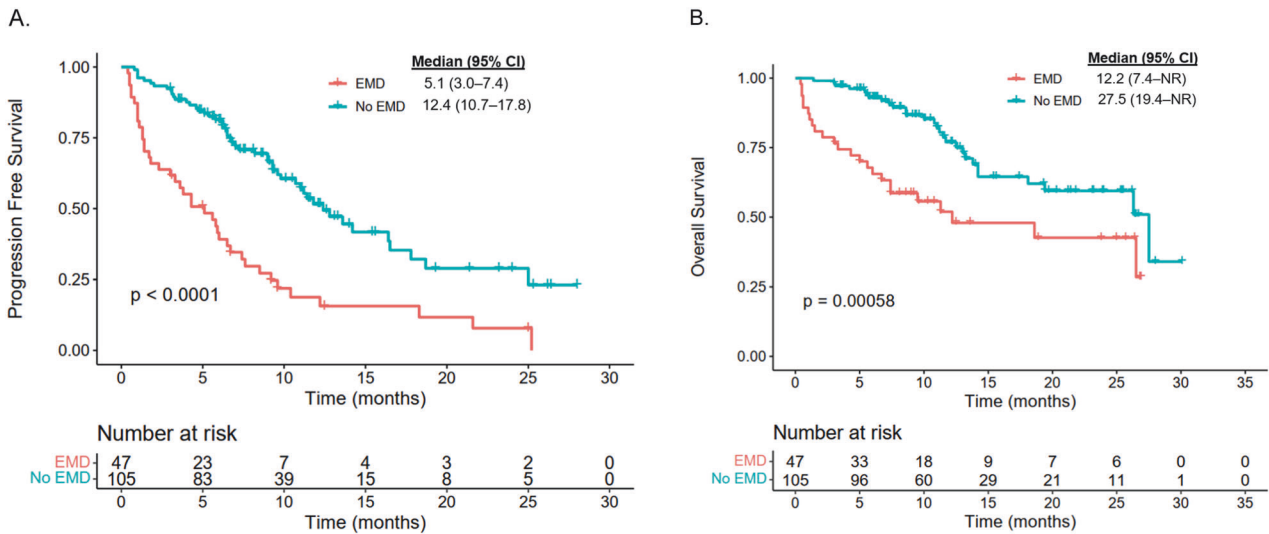 A.
Progression Free Survival
1.00
0.75
0.50
0.25
0.00
Median (95% CI)
EMD 5.1 (3.0–7.4)
No EMD 12.4 (10.7–17.8)
p < 0.0001
0 5 10 15 20 25 30
Time (months)
Number at risk
EMD 47 23 7 4 3 2 0
No EMD 105 83 39 15 8 5 0
0 5 10 15 20 25 30
Time (months)
B.
Overall Survival
1.00
0.75
0.50
0.25
0.00
Median (95% CI)
EMD 12.2 (7.4–NR)
No EMD 27.5 (19.4–NR)
p = 0.00058
0 5 10 15 20 25 30 35
Time (months)
Number at risk
EMD 47 33 18 9 7 6 0 0
No EMD 105 96 60 29 21 11 1 0
0 5 10 15 20 25 30 35
Time (months)